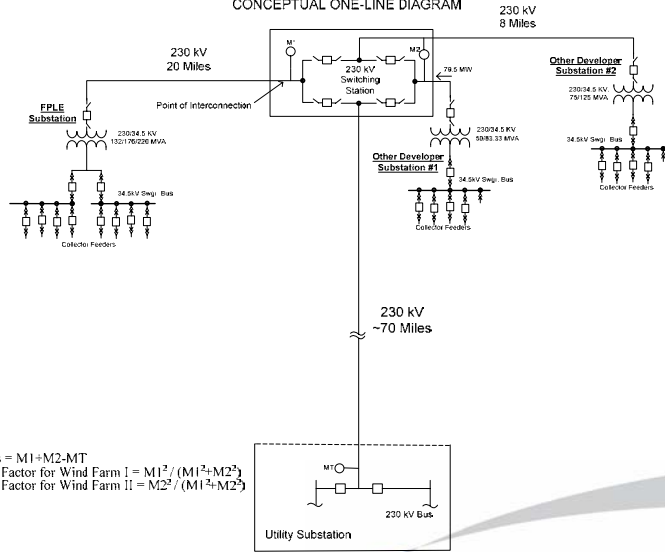 CONCEPTUAL ONE-LINE DIAGRAM
230 kV
8 Miles
M1
M2
230 kV
20 Miles
230 kV
Switching
Station
78.5 MW
Point of Interconnection
Other Developer
Substation #2
230/34.5 KV
75/125 MVA
34.5kV Swgr. Bus
Collector Feeders
FPLE
Substation
230/34.5 KV
132/176/220 MVA
34.5kV Swgr. Bus
Collector Feeders
Other Developer
Substation #1
230/34.5 KV
50/83.33 MVA
34.5kV Swgr. Bus
Collector Feeders
230 kV
~70 Miles
= M1+M2-MT
Factor for Wind Farm I = M1² / (M1²+M2²)
Factor for Wind Farm II = M2² / (M1²+M2²)
MT
230 kV Bus
Utility Substation